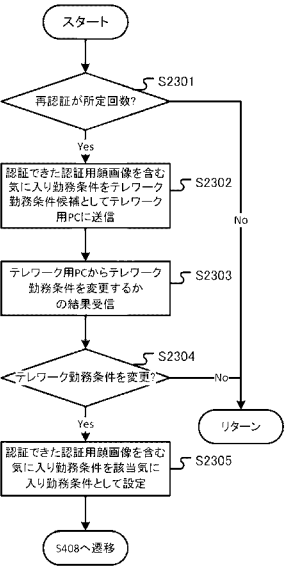 スタート
S2301
再認証が所定回数?
Yes
No
認証できた認証用顔画像を含む
気に入り勤務条件をテレワーク
勤務条件候補としてテレワーク
用PCに送信
S2302
テレワーク用PCからテレワーク
勤務条件を変更するか
の結果受信
S2303
S2304
テレワーク勤務条件を変更?
No
Yes
リターン
認証できた認証用顔画像を含む
気に入り勤務条件を該当気に
入り勤務条件として設定
S2305
S408へ遷移